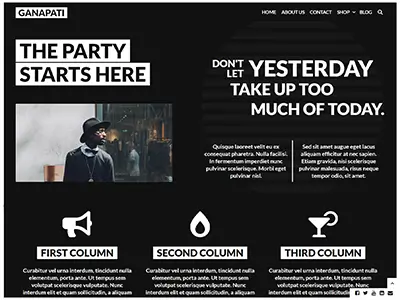 GANAPATI
HOME ABOUT US CONTACT SHOP BLOG
THE PARTY
STARTS HERE
DON'T
LET
YESTERDAY
TAKE UP TOO
MUCH OF TODAY.
Quisque laoreet velit eu ex
consequat pharetra. Nulla facilisi.
In fermentum imperdiet nunc
pulvinar scelerisque. Morbi eget
pulvinar nisl.
Sed sit amet augue eget lacus
aliquam efficitur at nec sapien.
Etiam gravida, nisi scelerisque
pulvinar malesuada, risus neque
tempor odio, sit amet.
FIRST COLUMN
Curabitur vel urna interdum, tincidunt nulla
elementum, porta ante. Ut tempus sem
volutpat scelerisque vulputate. Nunc
interdum elit et quam sollicitudin, a aliquam
SECOND COLUMN
Curabitur vel urna interdum, tincidunt nulla
elementum, porta ante. Ut tempus sem
volutpat scelerisque vulputate. Nunc
interdum elit et quam sollicitudin, a aliquam
THIRD COLUMN
Curabitur vel urna interdum, tincidunt nulla
elementum, porta ante. Ut tempus sem
volutpat scelerisque vulputate. Nunc
interdum elit et quam sollicitudin,